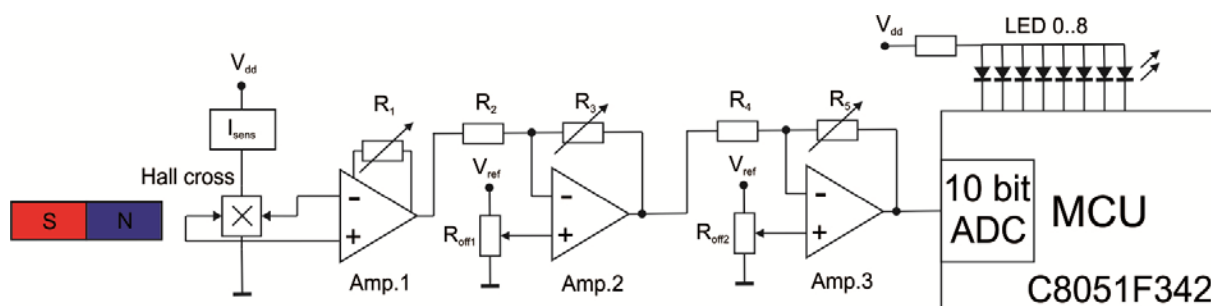 LED 0..8
Vdd
Vdd
R1
R2
R3
R4
R5
Isens
Hall cross
Vref
Vref
S N
Roff1
Roff2
- + - + - +
10 bit
ADC
MCU
Amp.1
Amp.2
Amp.3
C8051F342